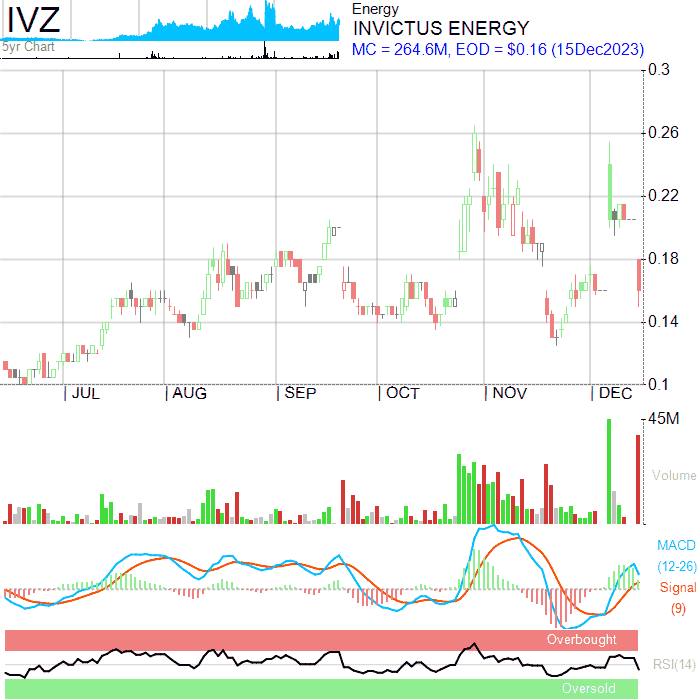 IVZ
5yr Chart
Energy
INVICTUS ENERGY
MC = 264.6M, EOD = $0.16 (15Dec2023)
0.3
0.26
0.22
0.18
0.14
0.1
JUL AUG SEP OCT NOV DEC
45M
Volume
MACD
(12-26)
Signal
(9)
Overbought
RSI(14)
Oversold